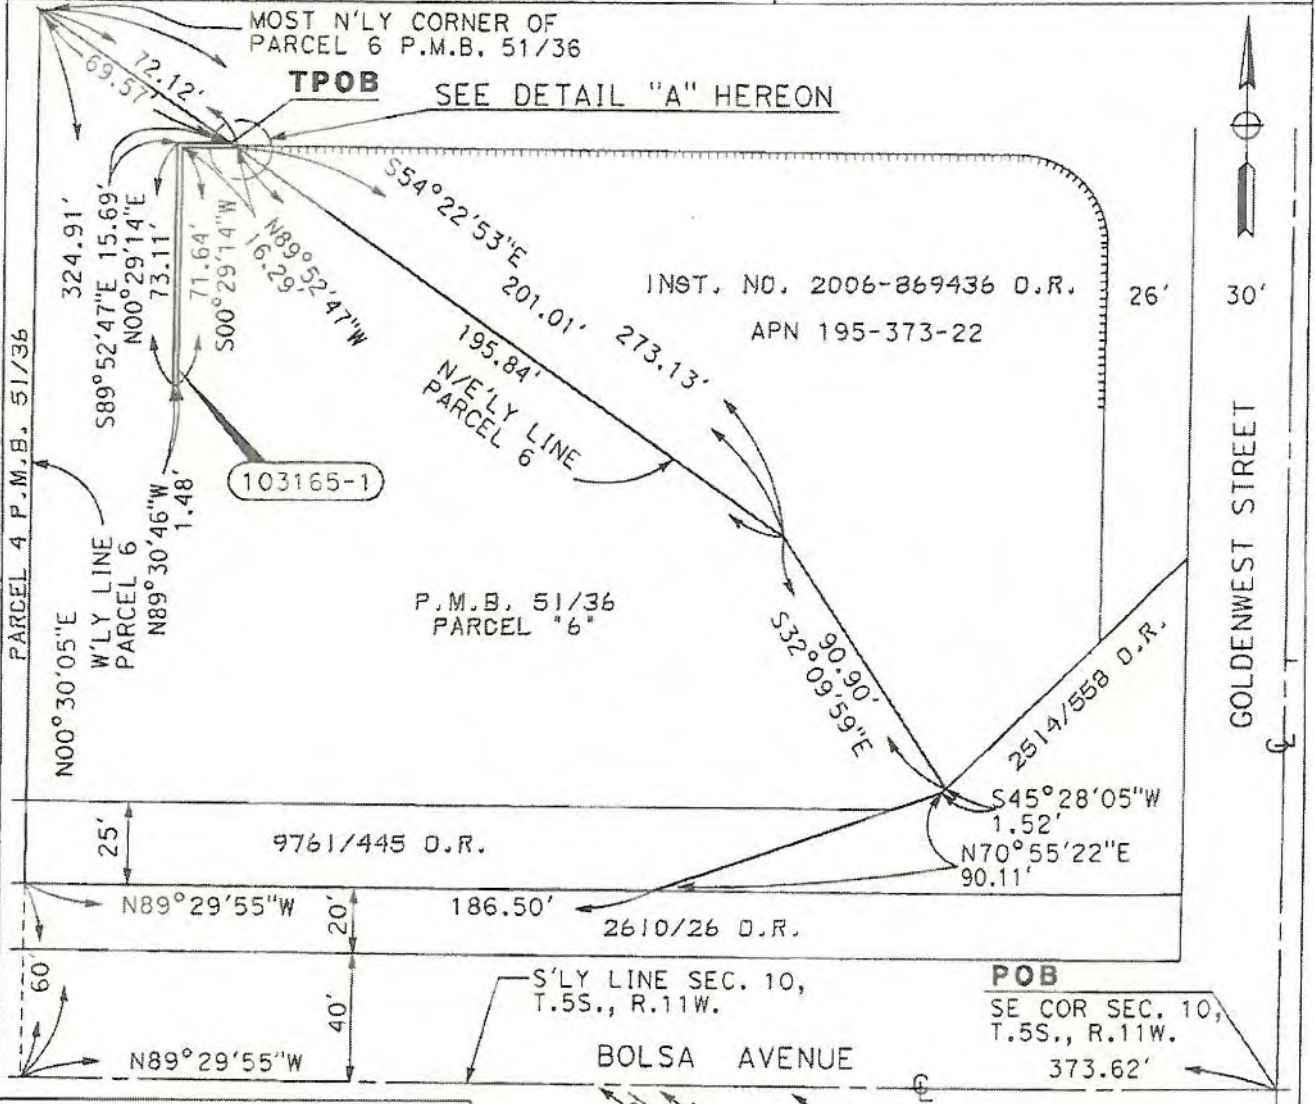 MOST N'LY CORNER OF
PARCEL 6 P.M.B. 51/36
72.12'
69.57'
TPOB
SEE DETAIL "A" HEREON
324.91'
S89°52'47"E 15.69'
N00°29'14"E
73.11'
71.64'
S00°29'14"W
N89°52'47"W
16.29'
S54°22'53"E
201.01'
273.13'
195.84'
N/E'LY LINE
PARCEL 6
INST. NO. 2006-869436 O.R.
APN 195-373-22
26'
30'
GOLDENWEST STREET
PARCEL 4 P.M.B. 51/36
103165-1
N89°30'46"W
1.48'
W'LY LINE
PARCEL 6
N00°30'05"E
P.M.B. 51/36
PARCEL "6"
90.90'
S32°09'59"E
2514/558 O.R.
S45°28'05"W
1.52'
N70°55'22"E
90.11'
25'
9761/445 O.R.
N89°29'55"W
186.50'
20'
2610/26 O.R.
60'
40'
S'LY LINE SEC. 10,
T.5S., R.11W.
POB
SE COR SEC. 10,
T.5S., R.11W.
N89°29'55"W
BOLSA AVENUE
373.62'